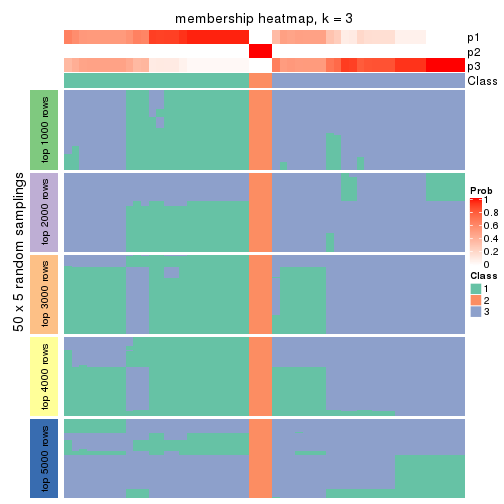 membership heatmap, k = 3
p1
p2
p3
Class
50 x 5 random samplings
top 1000 rows
top 2000 rows
top 3000 rows
top 4000 rows
top 5000 rows
Prob
1
0.8
0.6
0.4
0.2
0
Class
1
2
3